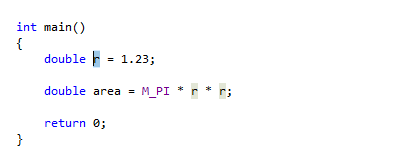 int main()
{
    double r = 1.23;
    double area = M_PI * r * r;
    return 0;
}